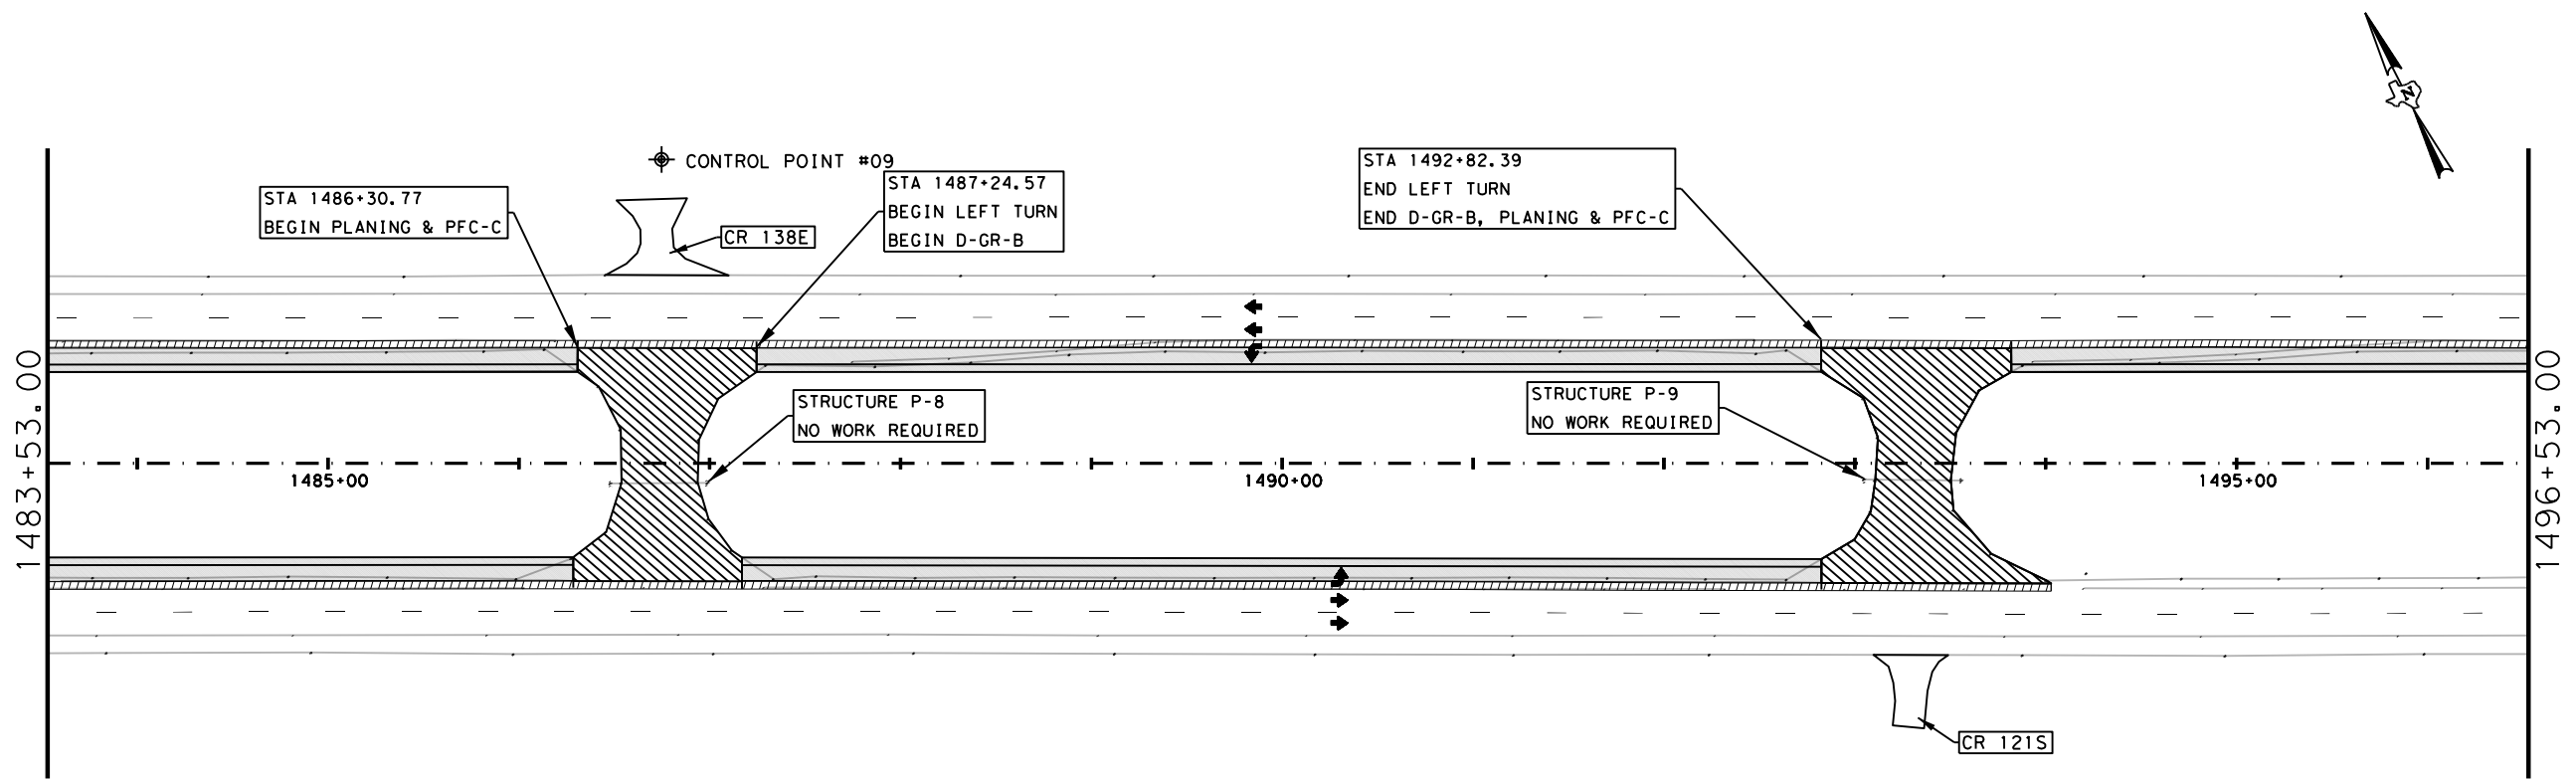 N
CONTROL POINT #09
STA 1486+30.77
BEGIN PLANING & PFC-C
STA 1487+24.57
BEGIN LEFT TURN
BEGIN D-GR-B
STA 1492+82.39
END LEFT TURN
END D-GR-B, PLANING & PFC-C
CR 138E
1483+53.00
1496+53.00
STRUCTURE P-8
NO WORK REQUIRED
STRUCTURE P-9
NO WORK REQUIRED
1485+00
1490+00
1495+00
CR 121S